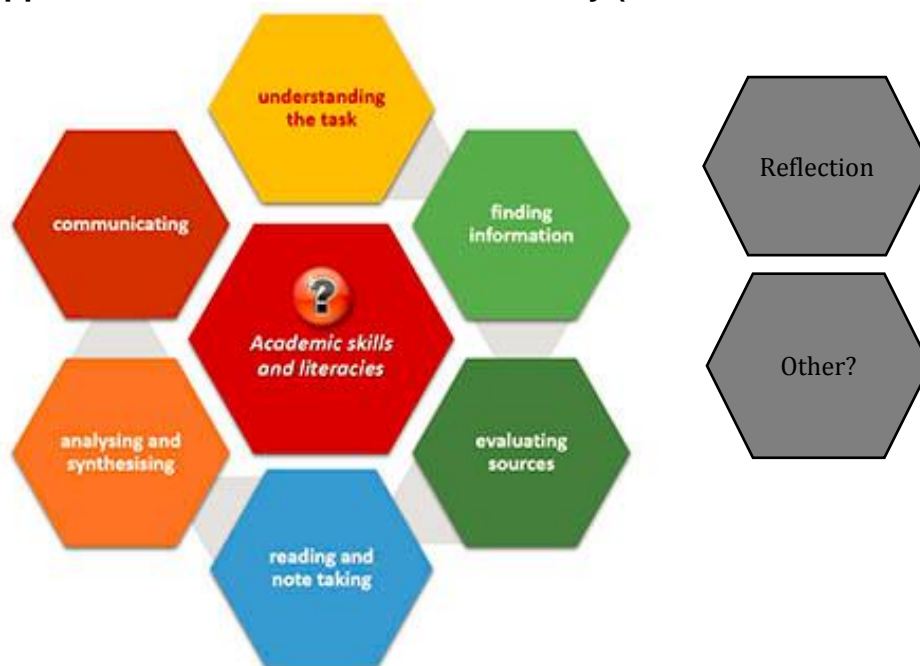 understanding
the task
finding
information
evaluating
sources
reading and
note taking
analysing and
synthesising
communicating
?
Academic skills
and literacies
Reflection
Other?